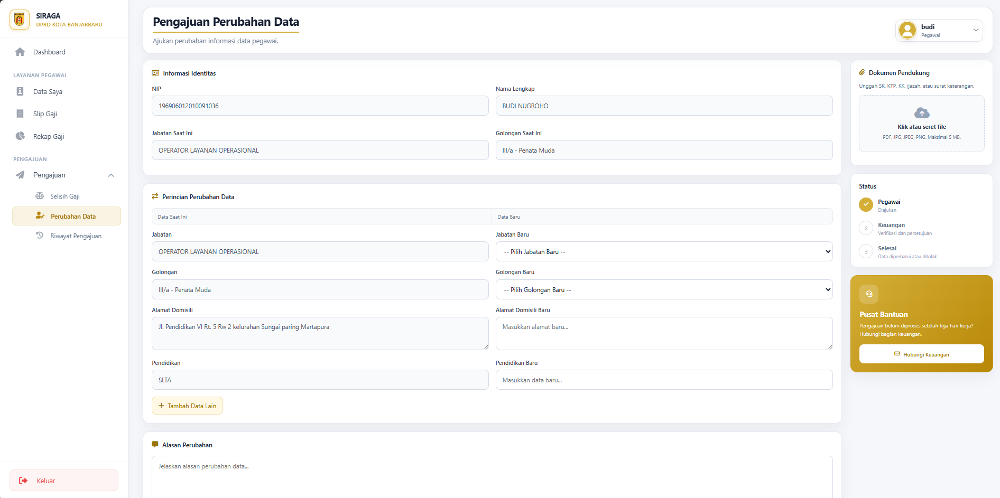 SIRAGA
DPRD KOTA BANJARBARU
Dashboard
LAYANAN PEGAWAI
Data Saya
Slip Gaji
Rekap Gaji
PENGAJUAN
Pengajuan
Selisih Gaji
Perubahan Data
Riwayat Pengajuan
Keluar
Pengajuan Perubahan Data
Ajukan perubahan informasi data pegawai.
budi
Pegawai
Informasi Identitas
NIP
196906012010091036
Nama Lengkap
BUDI NUGROHO
Jabatan Saat Ini
OPERATOR LAYANAN OPERASIONAL
Golongan Saat Ini
III/a - Penata Muda
Perincian Perubahan Data
Data Saat Ini
Data Baru
Jabatan
OPERATOR LAYANAN OPERASIONAL
Jabatan Baru
-- Pilih Jabatan Baru --
Golongan
III/a - Penata Muda
Golongan Baru
-- Pilih Golongan Baru --
Alamat Domisili
Jl. Pendidikan VI Rt. 5 Rw 2 kelurahan Sungai paring Martapura
Alamat Domisili Baru
Masukkan alamat baru...
Pendidikan
SLTA
Pendidikan Baru
Masukkan data baru...
+ Tambah Data Lain
Alasan Perubahan
Jelaskan alasan perubahan data...
Dokumen Pendukung
Unggah SK, KTP, KK, ijazah, atau surat keterangan.
Klik atau seret file
PDF, JPG, JPEG, PNG. Maksimal 5 MB.
Status
Pegawai
Diajukan
2
Keuangan
Verifikasi dan persetujuan
3
Selesai
Data diperbarui atau ditolak
Pusat Bantuan
Pengajuan belum diproses setelah tiga hari kerja?
Hubungi bagian keuangan.
Hubungi Keuangan